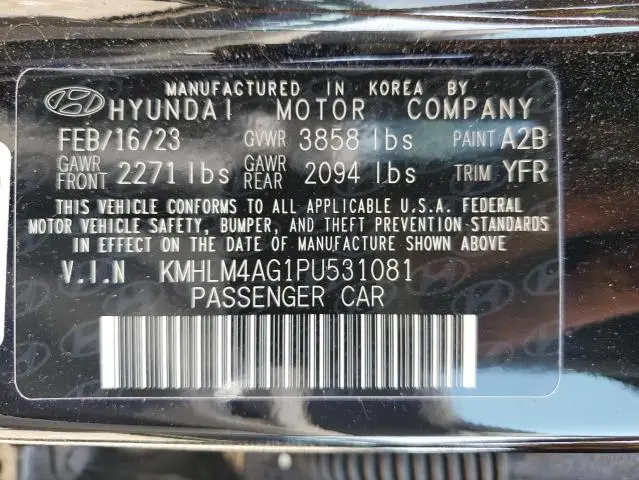 MANUFACTURED IN KOREA BY
HYUNDAI MOTOR COMPANY
FEB/16/23 GVWR 3858 lbs PAINT A2B
GAWR FRONT 2271 lbs GAWR REAR 2094 lbs TRIM YFR
THIS VEHICLE CONFORMS TO ALL APPLICABLE U.S.A. FEDERAL
MOTOR VEHICLE SAFETY, BUMPER, AND THEFT PREVENTION STANDARDS
IN EFFECT ON THE DATE OF MANUFACTURE SHOWN ABOVE
V.I.N KMHLM4AG1PU531081
PASSENGER CAR